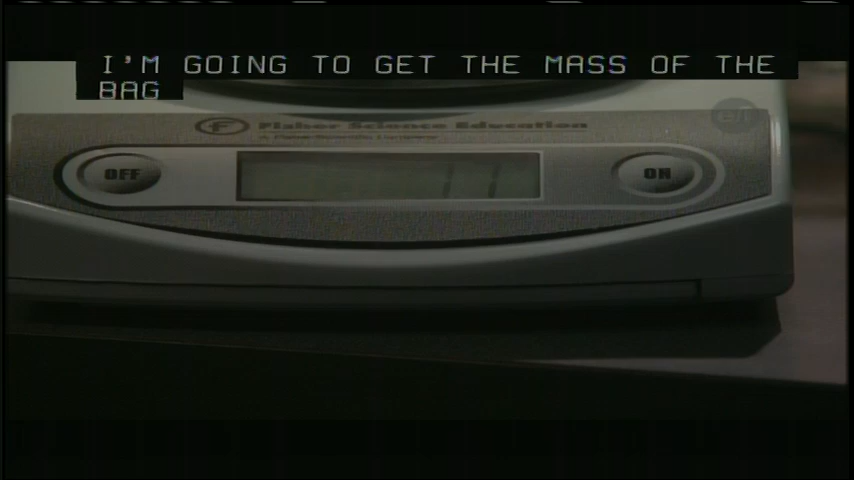 I'M GOING TO GET THE MASS OF THE
BAG
e/i
Fisher Science Education
OFF
ON